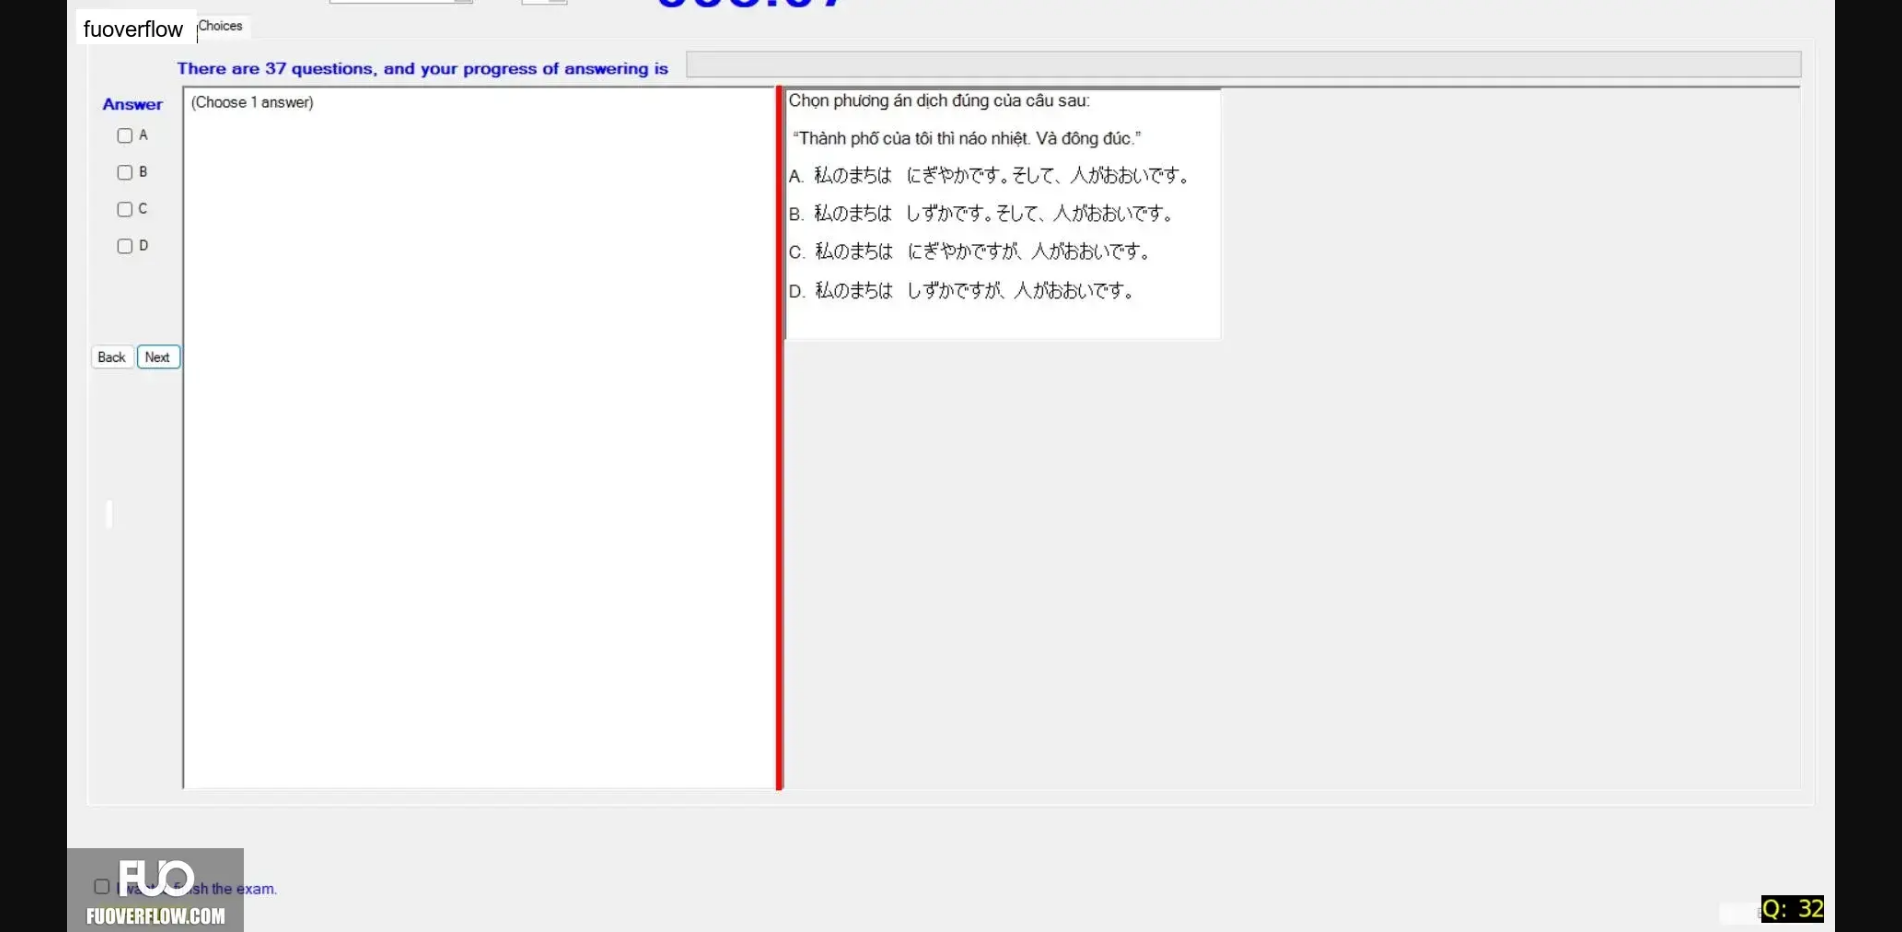 fuoverflow
Choices
There are 37 questions, and your progress of answering is
Answer
(Choose 1 answer)
A
B
C
D
Back
Next
Chọn phương án dịch đúng của câu sau:
“Thành phố của tôi thì náo nhiệt. Và đông đúc.”
A. 私のまちは　にぎやかです。そして、人がおおいです。
B. 私のまちは　しずかです。そして、人がおおいです。
C. 私のまちは　にぎやかですが、人がおおいです。
D. 私のまちは　しずかですが、人がおおいです。
FUO
the exam.
FUOVERFLOW.COM
Q: 32